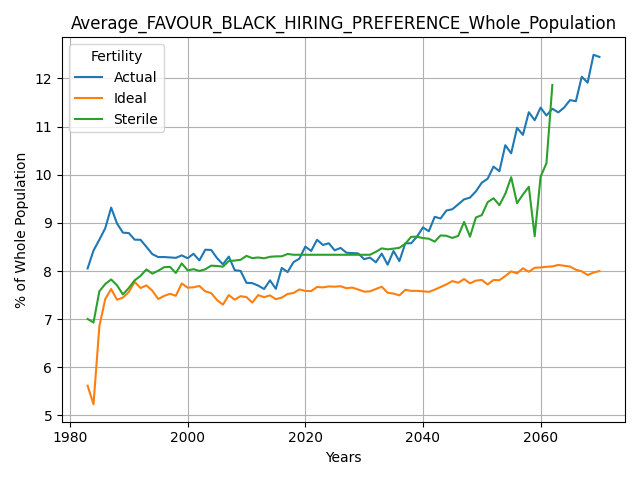 Average_FAVOUR_BLACK_HIRING_PREFERENCE_Whole_Population
Fertility
Actual
Ideal
Sterile
% of Whole Population
12
11
10
9
8
7
6
5
1980
2000
2020
2040
2060
Years